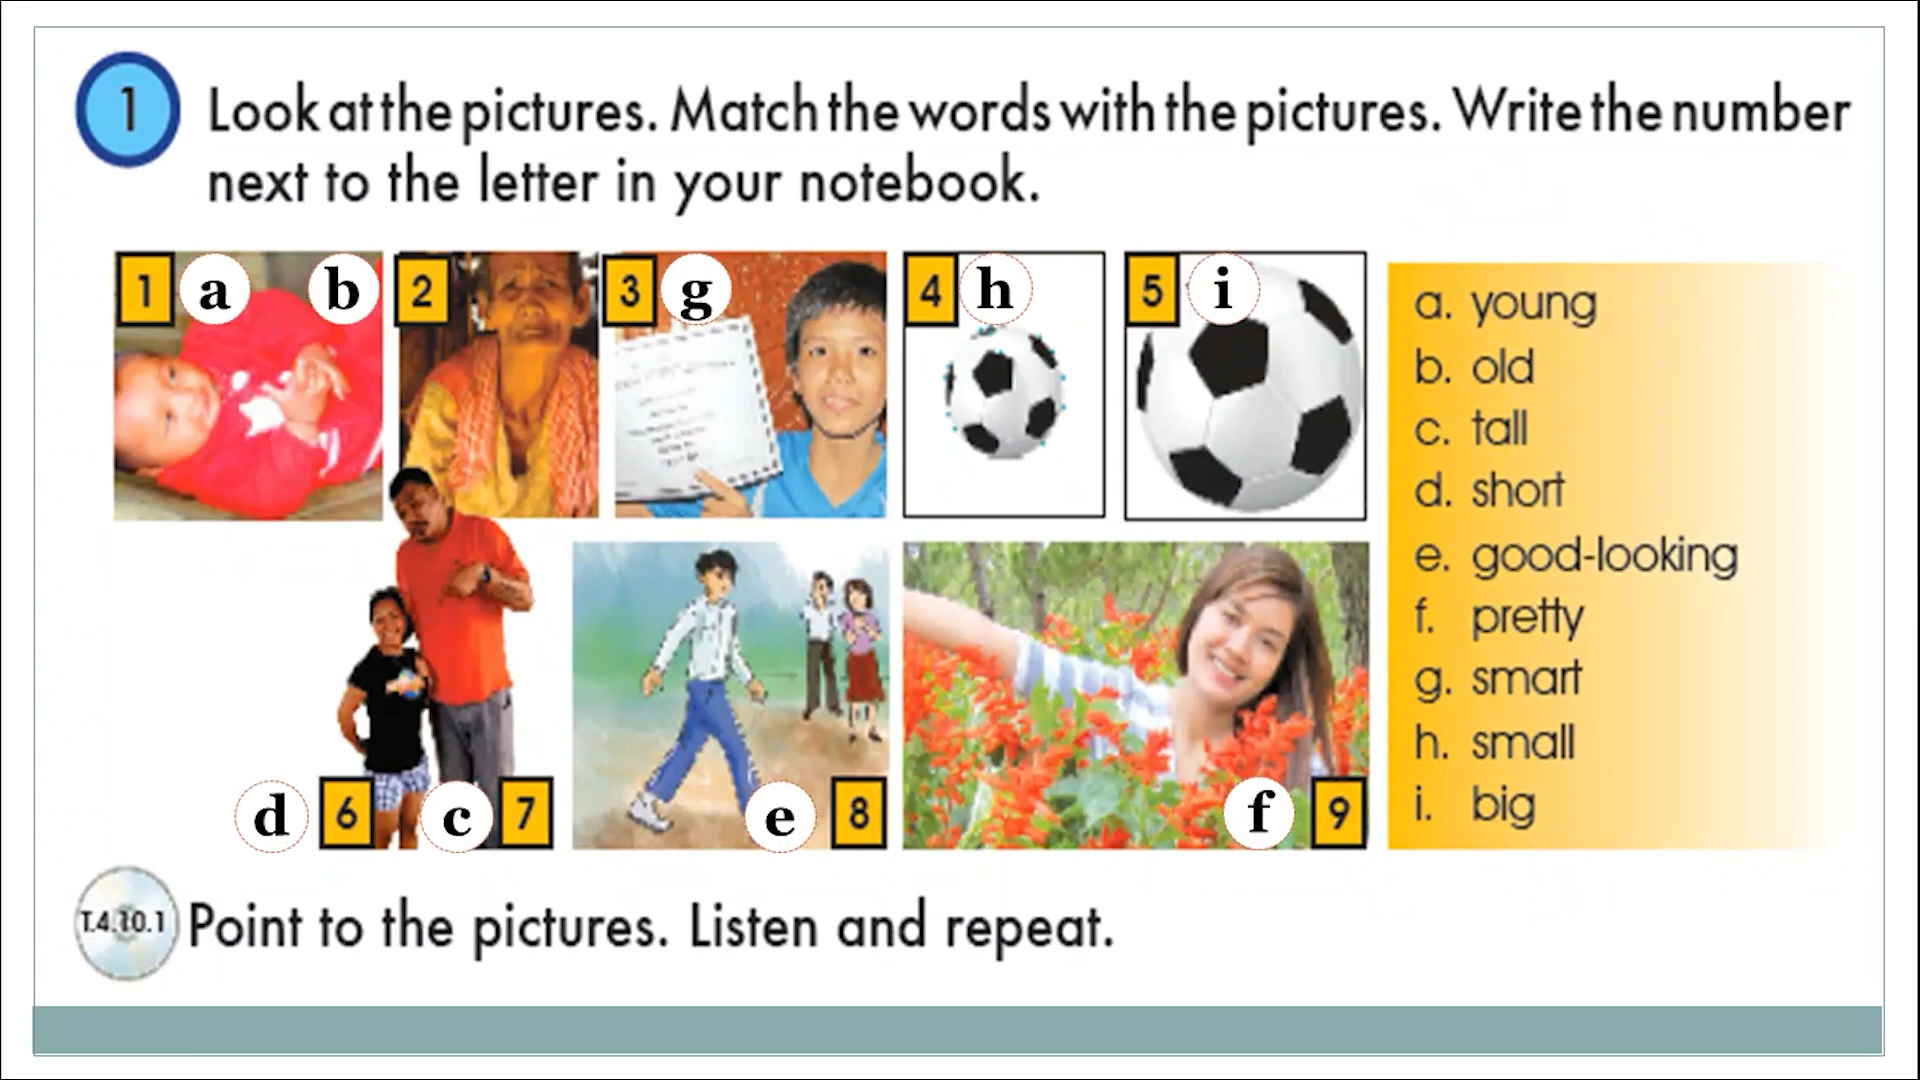 1
Look at the pictures. Match the words with the pictures. Write the number
next to the letter in your notebook.
1 a b 2 3 g 4 h 5 i
d 6 c 7 e 8 f 9
a. young
b. old
c. tall
d. short
e. good-looking
f. pretty
g. smart
h. small
i. big
T.4.10.1 Point to the pictures. Listen and repeat.